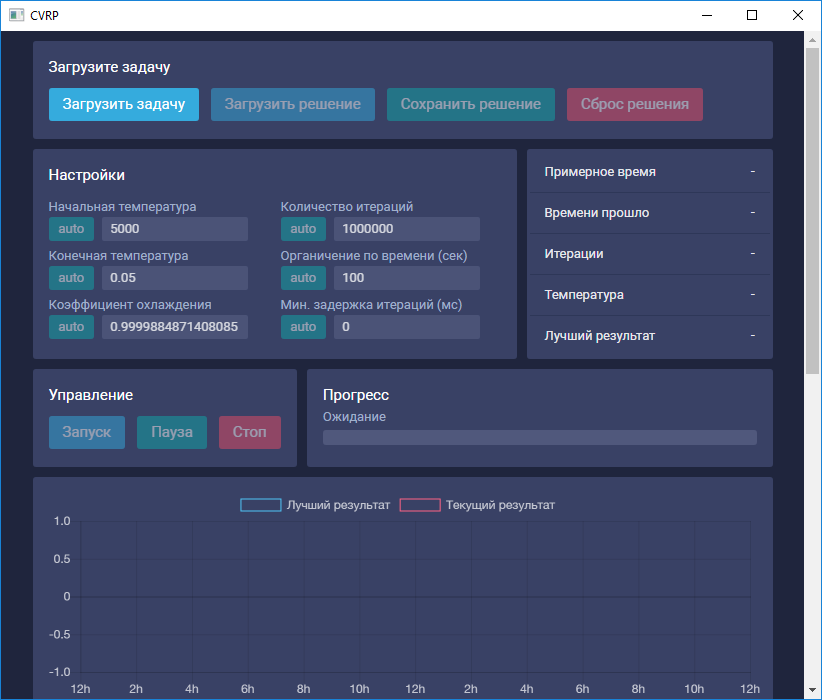 CVRP
Загрузите задачу
Загрузить задачу Загрузить решение Сохранить решение Сброс решения
Настройки
Начальная температура Количество итераций
auto 5000 auto 1000000
Конечная температура Органичение по времени (сек)
auto 0.05 auto 100
Коэффициент охлаждения Мин. задержка итераций (мс)
auto 0.9999884871408085 auto 0
Примерное время -
Времени прошло -
Итерации -
Температура -
Лучший результат -
Управление
Запуск Пауза Стоп
Прогресс
Ожидание
Лучший результат Текущий результат
1.0
0.5
0
-0.5
-1.0
12h 2h 4h 6h 8h 10h 12h 2h 4h 6h 8h 10h 12h